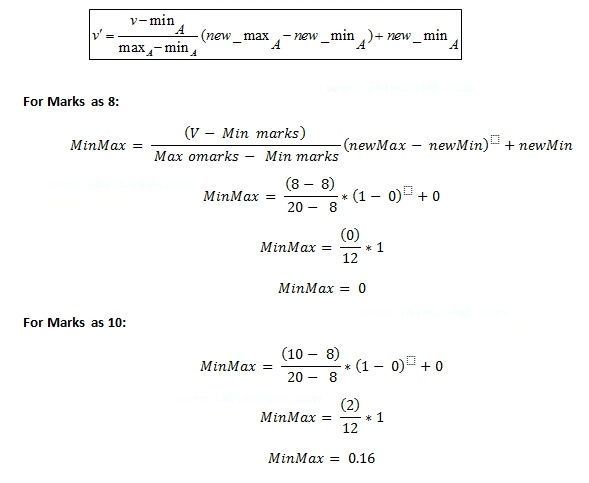 v' = v−min_A / max_A−min_A (new_max_A − new_min_A) + new_min_A
For Marks as 8:
MinMax = (V − Min marks) / Max omarks − Min marks (newMax − newMin)⬚ + newMin
MinMax = (8 − 8) / 20 − 8 * (1 − 0)⬚ + 0
MinMax = (0) / 12 * 1
MinMax = 0
For Marks as 10:
MinMax = (10 − 8) / 20 − 8 * (1 − 0)⬚ + 0
MinMax = (2) / 12 * 1
MinMax = 0.16